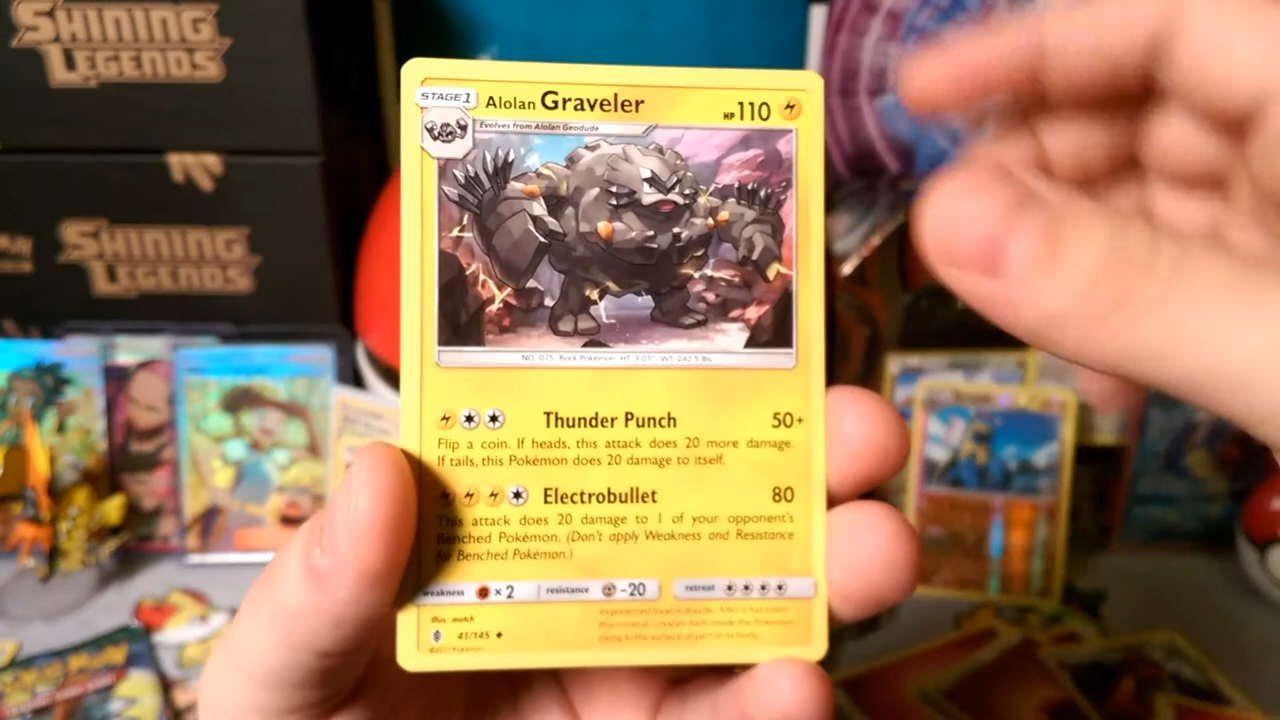 SHINING
LEGENDS
SHINING
LEGENDS
STAGE 1
Alolan Graveler
HP 110
Evolves from Alolan Geodude
NO. 075 Rock Pokémon HT: 3'03" WT: 242.5 lbs.
Thunder Punch 50+
Flip a coin. If heads, this attack does 20 more damage.
If tails, this Pokémon does 20 damage to itself.
Electrobullet 80
This attack does 20 damage to 1 of your opponent's
Benched Pokémon. (Don't apply Weakness and Resistance
for Benched Pokémon.)
weakness × 2 resistance -20 retreat
Illus. match
41/145
©2017 Pokémon